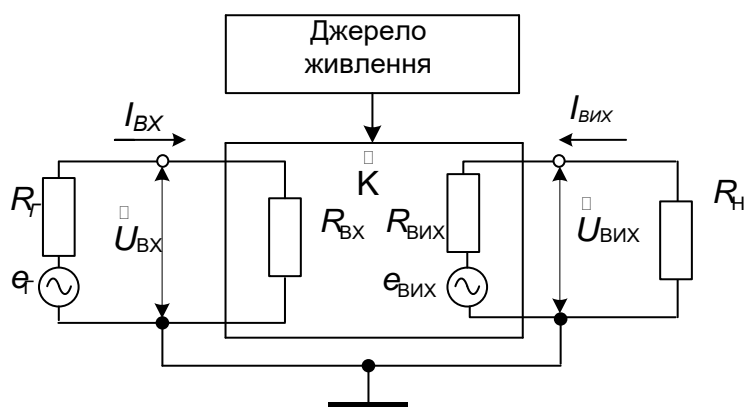 Джерело
живлення
I ВХ
I ВИХ
K
R Г
U ВХ
R ВХ
R ВИХ
U ВИХ
R Н
e Г
e ВИХ